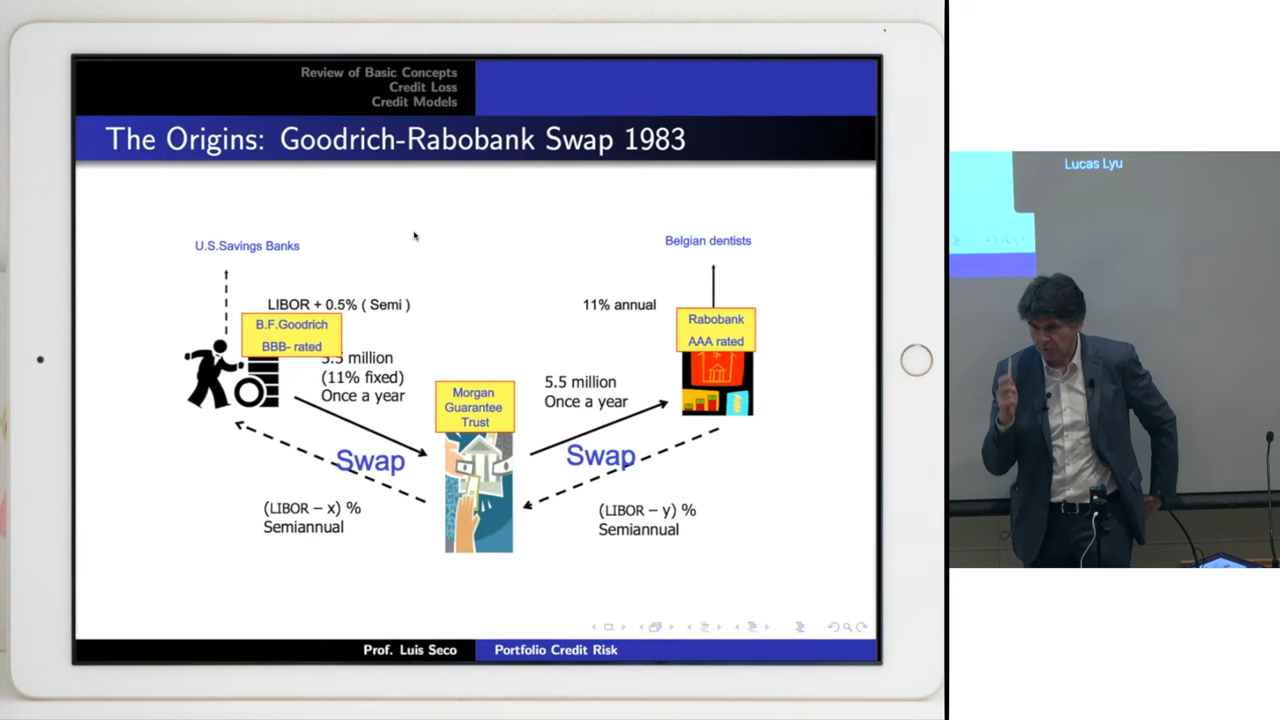 Review of Basic Concepts
Credit Loss
Credit Models
The Origins: Goodrich-Rabobank Swap 1983
U.S.Savings Banks
Belgian dentists
LIBOR + 0.5% ( Semi )
11% annual
B.F.Goodrich
BBB- rated
Rabobank
AAA rated
5.5 million
(11% fixed)
Once a year
5.5 million
Once a year
Morgan
Guarantee
Trust
Swap
Swap
(LIBOR – x) %
Semiannual
(LIBOR – y) %
Semiannual
Prof. Luis Seco
Portfolio Credit Risk
Lucas Lyu